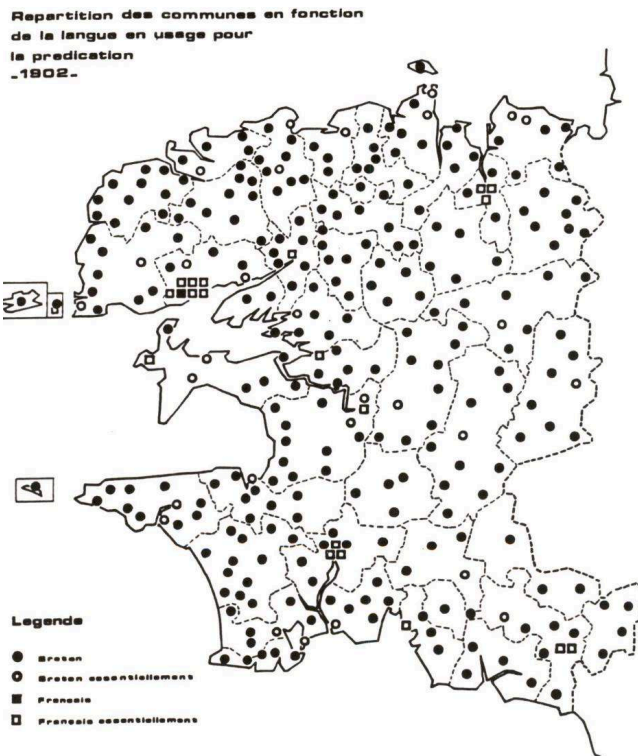 Repartition des communes en fonction
de la langue en usage pour
la predication
-1902-
Legende
Breton
Breton essentiellement
Francais
Francais essentiellement